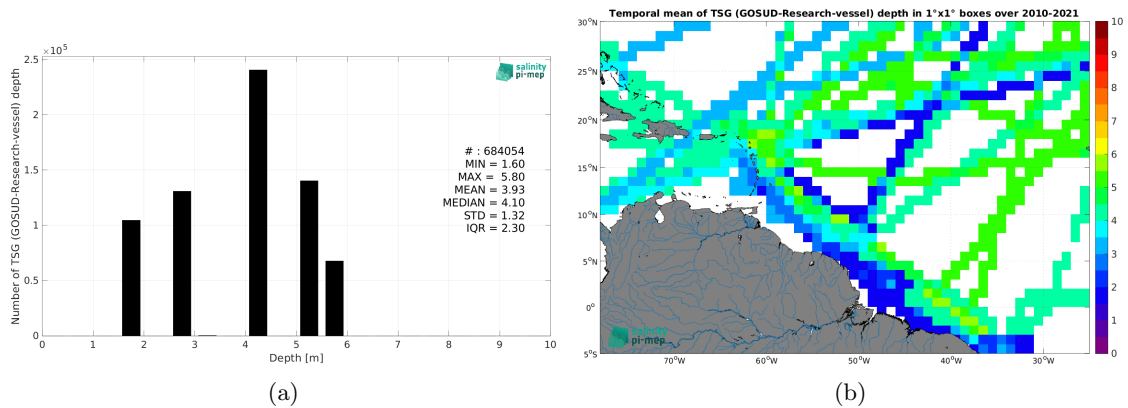 ×10⁵
2.5
2
1.5
1
0.5
0
0 1 2 3 4 5 6 7 8 9 10
Number of TSG (GOSUD-Research-vessel) depth
Depth [m]
salinity
pi-mep
# : 684054
MIN = 1.60
MAX = 5.80
MEAN = 3.93
MEDIAN = 4.10
STD = 1.32
IQR = 2.30
(a)
Temporal mean of TSG (GOSUD-Research-vessel) depth in 1°x1° boxes over 2010-2021
30°N
25°N
20°N
15°N
10°N
5°N
0°
5°S
70°W 60°W 50°W 40°W 30°W
salinity
pi-mep
10
9
8
7
6
5
4
3
2
1
0
(b)